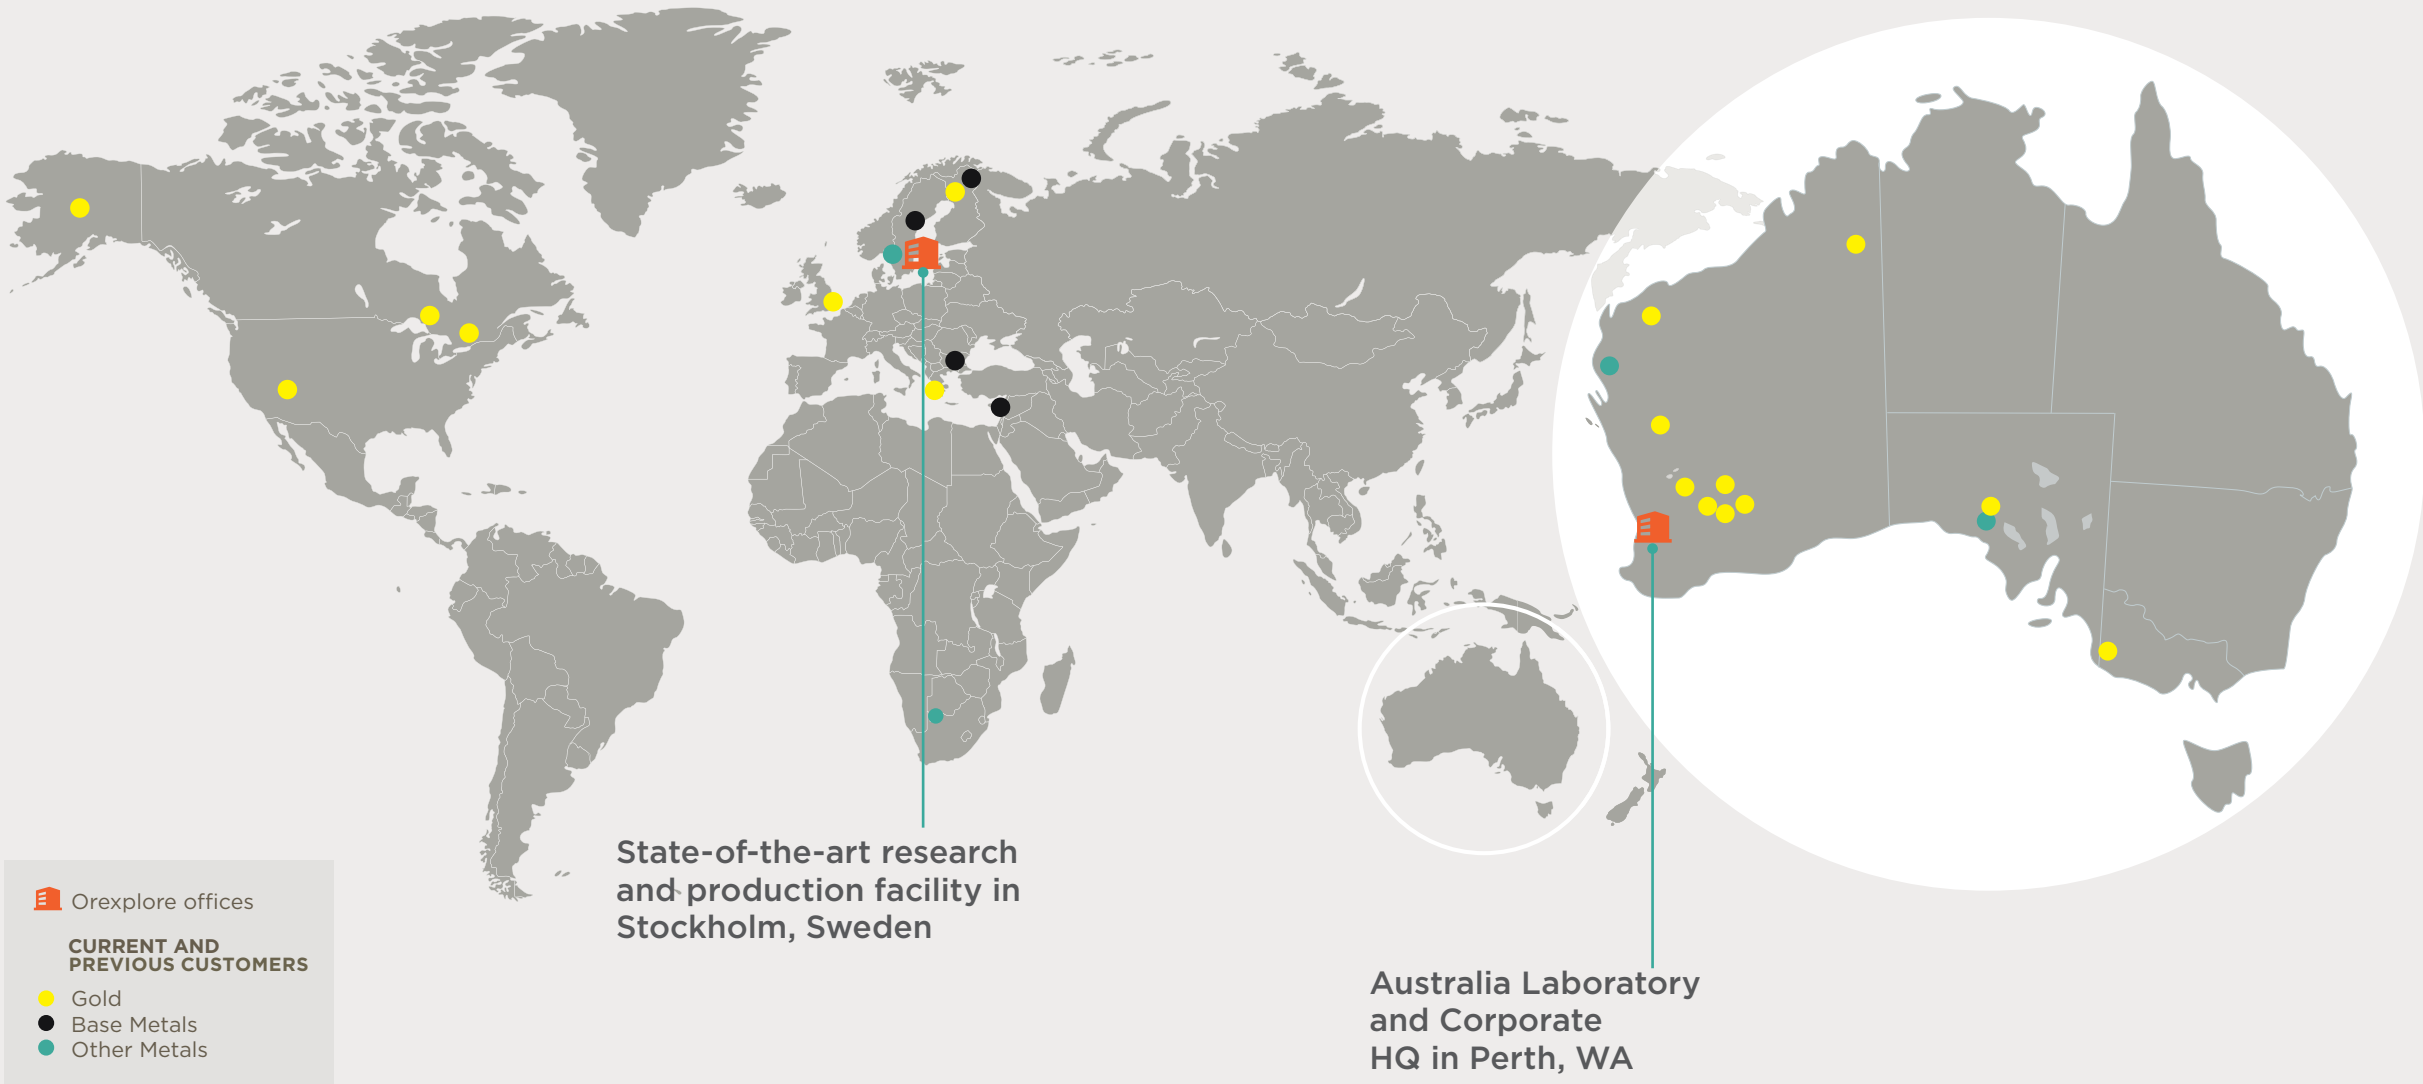 State-of-the-art research
and production facility in
Stockholm, Sweden
Australia Laboratory
and Corporate
HQ in Perth, WA
Orexplore offices
CURRENT AND
PREVIOUS CUSTOMERS
Gold
Base Metals
Other Metals